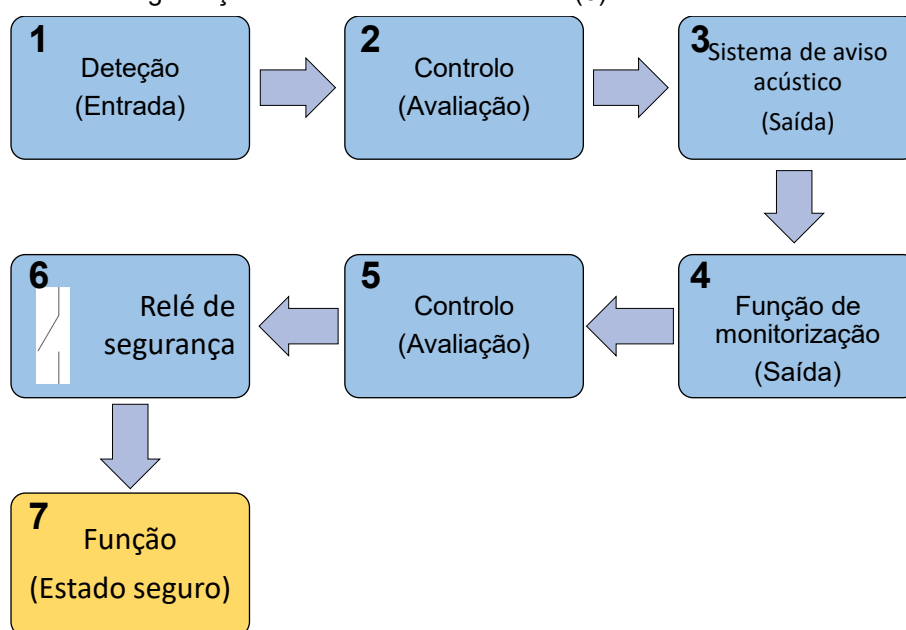 1
Deteção
(Entrada)
2
Controlo
(Avaliação)
3
Sistema de aviso
acústico
(Saída)
6
Relé de
segurança
5
Controlo
(Avaliação)
4
Função de
monitorização
(Saída)
7
Função
(Estado seguro)